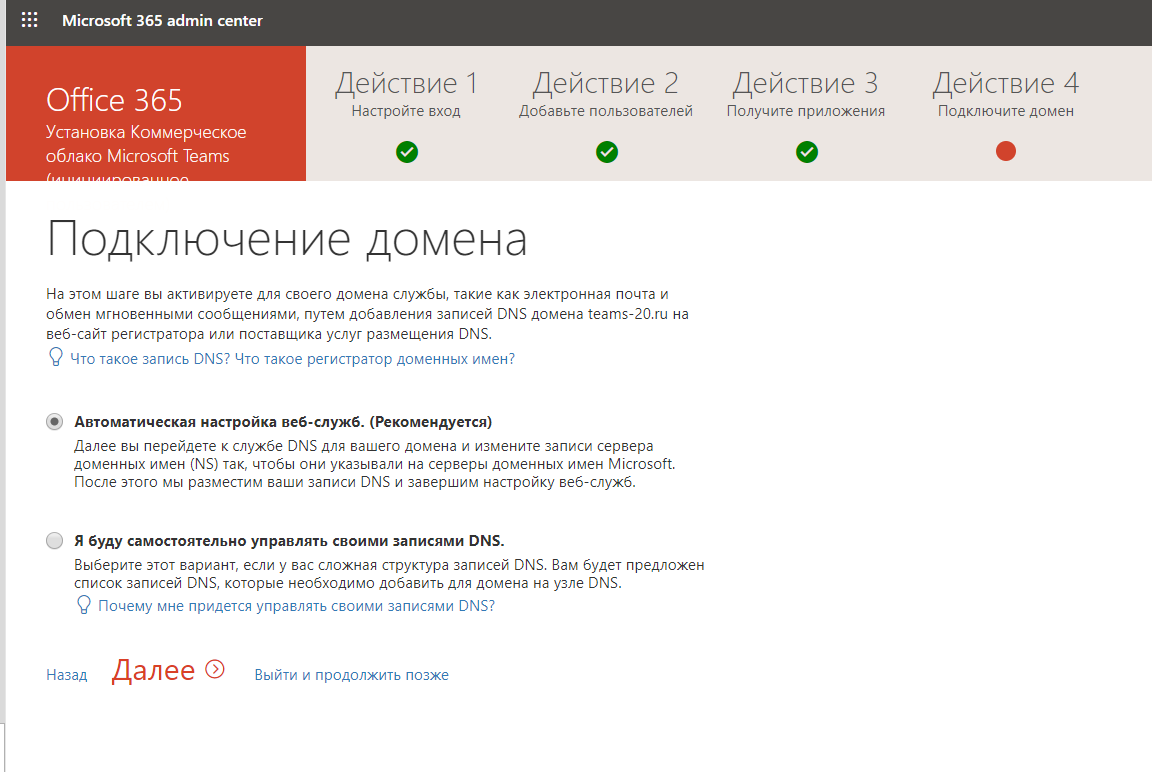 Microsoft 365 admin center
Office 365
Установка Коммерческое
облако Microsoft Teams
(инициированное
Действие 1
Настройте вход
Действие 2
Добавьте пользователей
Действие 3
Получите приложения
Действие 4
Подключите домен
Подключение домена
На этом шаге вы активируете для своего домена службы, такие как электронная почта и
обмен мгновенными сообщениями, путем добавления записей DNS домена teams-20.ru на
веб-сайт регистратора или поставщика услуг размещения DNS.
Что такое запись DNS? Что такое регистратор доменных имен?
Автоматическая настройка веб-служб. (Рекомендуется)
Далее вы перейдете к службе DNS для вашего домена и измените записи сервера
доменных имен (NS) так, чтобы они указывали на серверы доменных имен Microsoft.
После этого мы разместим ваши записи DNS и завершим настройку веб-служб.
Я буду самостоятельно управлять своими записями DNS.
Выберите этот вариант, если у вас сложная структура записей DNS. Вам будет предложен
список записей DNS, которые необходимо добавить для домена на узле DNS.
Почему мне придется управлять своими записями DNS?
Назад
Далее
Выйти и продолжить позже